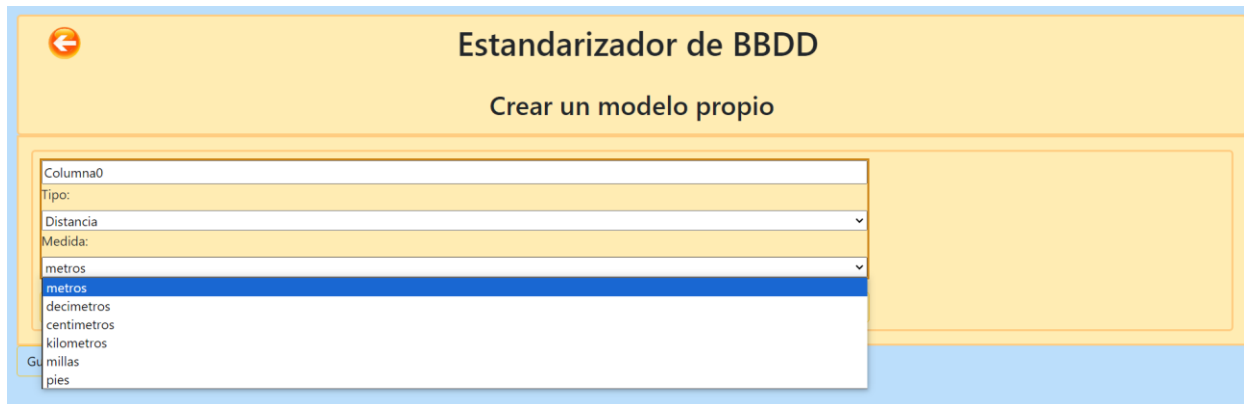 Estandarizador de BBDD
Crear un modelo propio
Columna0
Tipo:
Distancia
Medida:
metros
metros
decimetros
centimetros
kilometros
millas
pies